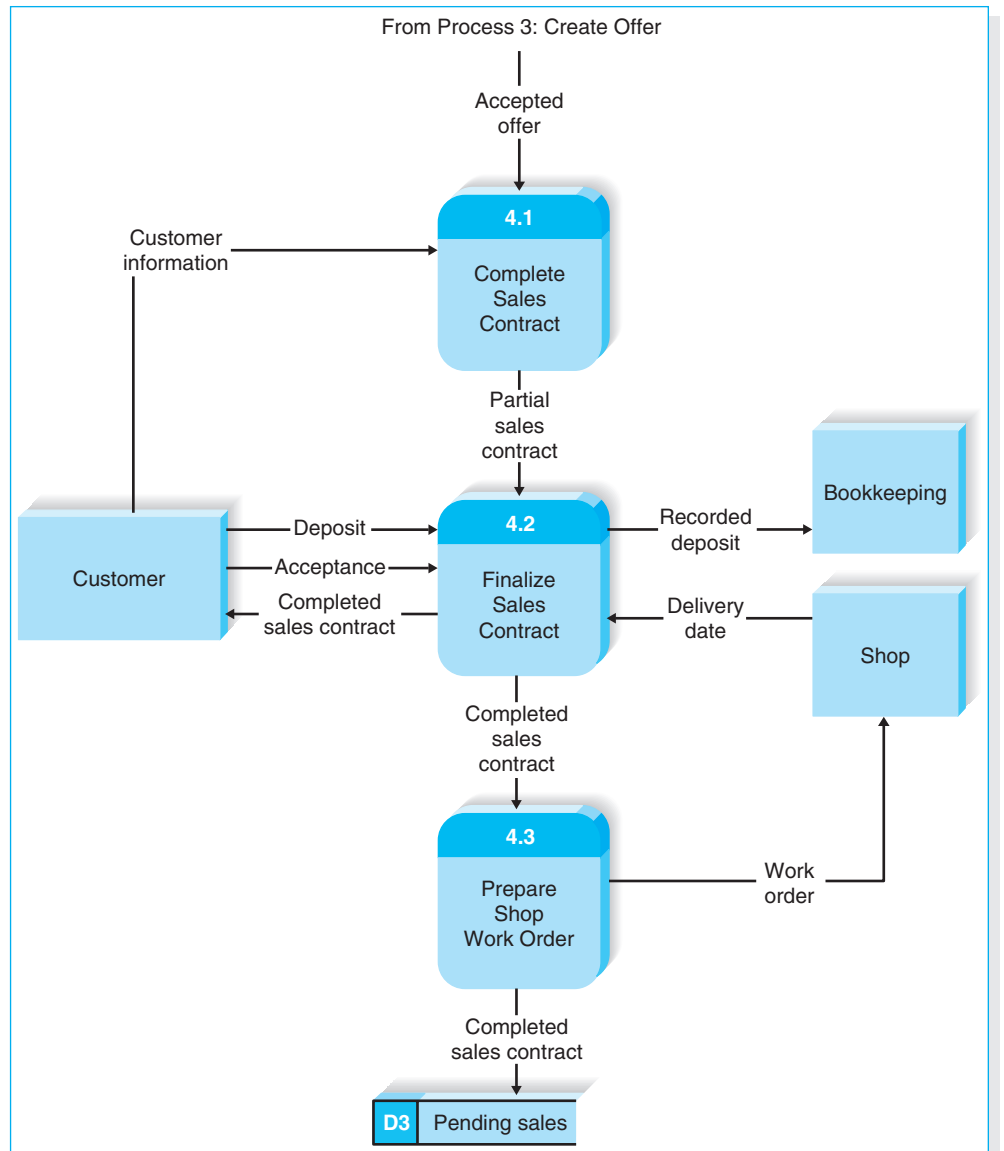 From Process 3: Create Offer
Accepted
offer
4.1
Complete
Sales
Contract
Customer
information
Partial
sales
contract
Bookkeeping
Customer
Deposit
Acceptance
Completed
sales contract
4.2
Finalize
Sales
Contract
Recorded
deposit
Delivery
date
Shop
Completed
sales
contract
4.3
Prepare
Shop
Work Order
Work
order
Completed
sales contract
D3 Pending sales